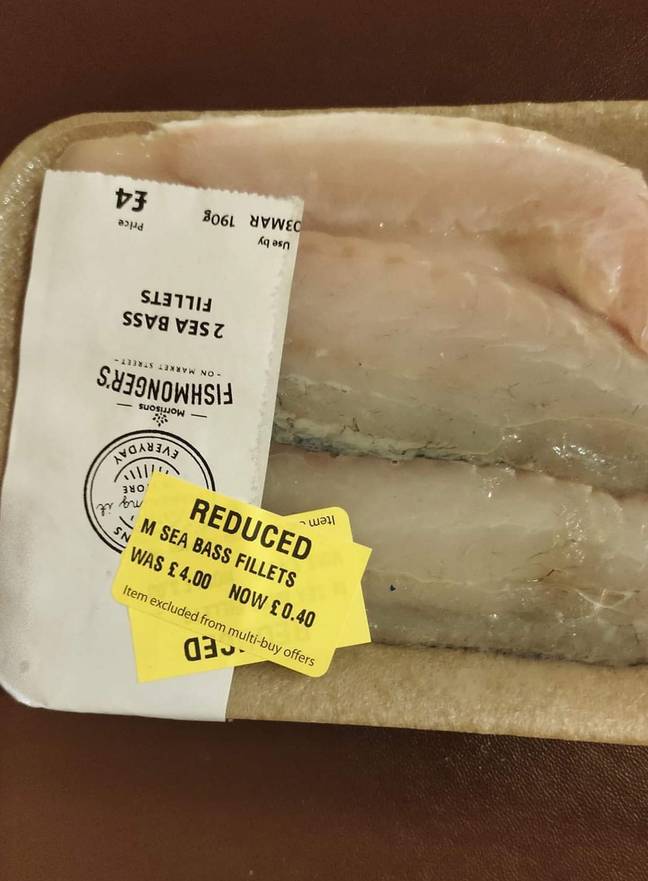 Price
£4
Use by
03MAR 190g
2 SEA BASS
FILLETS
Morrisons
FISHMONGER'S
- ON MARKET STREET -
EVERYDAY
REDUCED
M SEA BASS FILLETS
WAS £4.00 NOW £0.40
Item excluded from multi-buy offers
Item